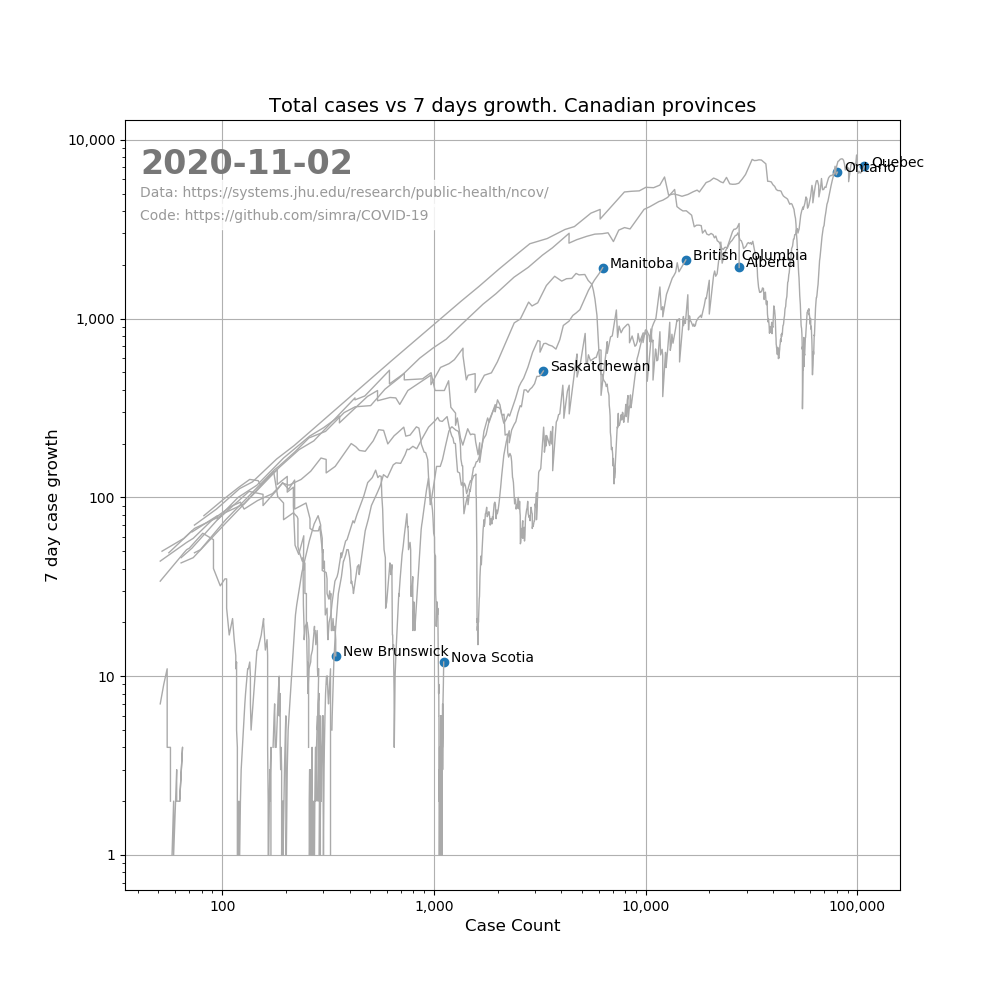 Total cases vs 7 days growth. Canadian provinces
10,000
2020-11-02
Quebec
Ontario
Data: https://systems.jhu.edu/research/public-health/ncov/
Code: https://github.com/simra/COVID-19
British Columbia
Manitoba
Alberta
1,000
Saskatchewan
7 day case growth
100
New Brunswick
Nova Scotia
10
1
100
1,000
10,000
100,000
Case Count